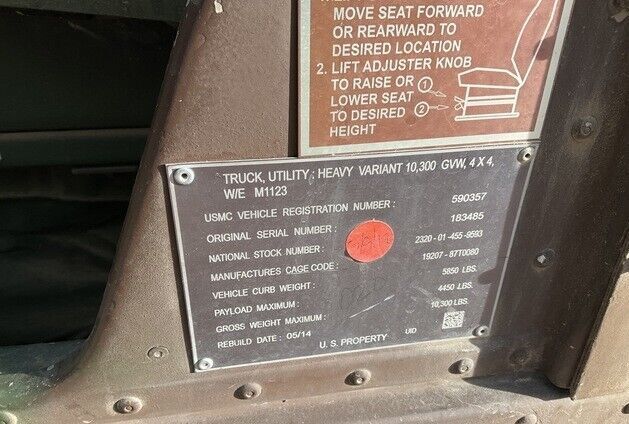 MOVE SEAT FORWARD
OR REARWARD TO
DESIRED LOCATION
2. LIFT ADJUSTER KNOB
TO RAISE OR
LOWER SEAT
TO DESIRED
HEIGHT
1
2
TRUCK, UTILITY : HEAVY VARIANT 10,300 GVW, 4 X 4,
W/E M1123
USMC VEHICLE REGISTRATION NUMBER : 590357
ORIGINAL SERIAL NUMBER : 183485
NATIONAL STOCK NUMBER : 2320 - 01 -455 -9593
MANUFACTURES CAGE CODE : 19207 - 87T0080
VEHICLE CURB WEIGHT : 5850 LBS.
PAYLOAD MAXIMUM : 4450 LBS.
GROSS WEIGHT MAXIMUM : 10,300 LBS.
REBUILD DATE : 05/14
U. S. PROPERTY UID